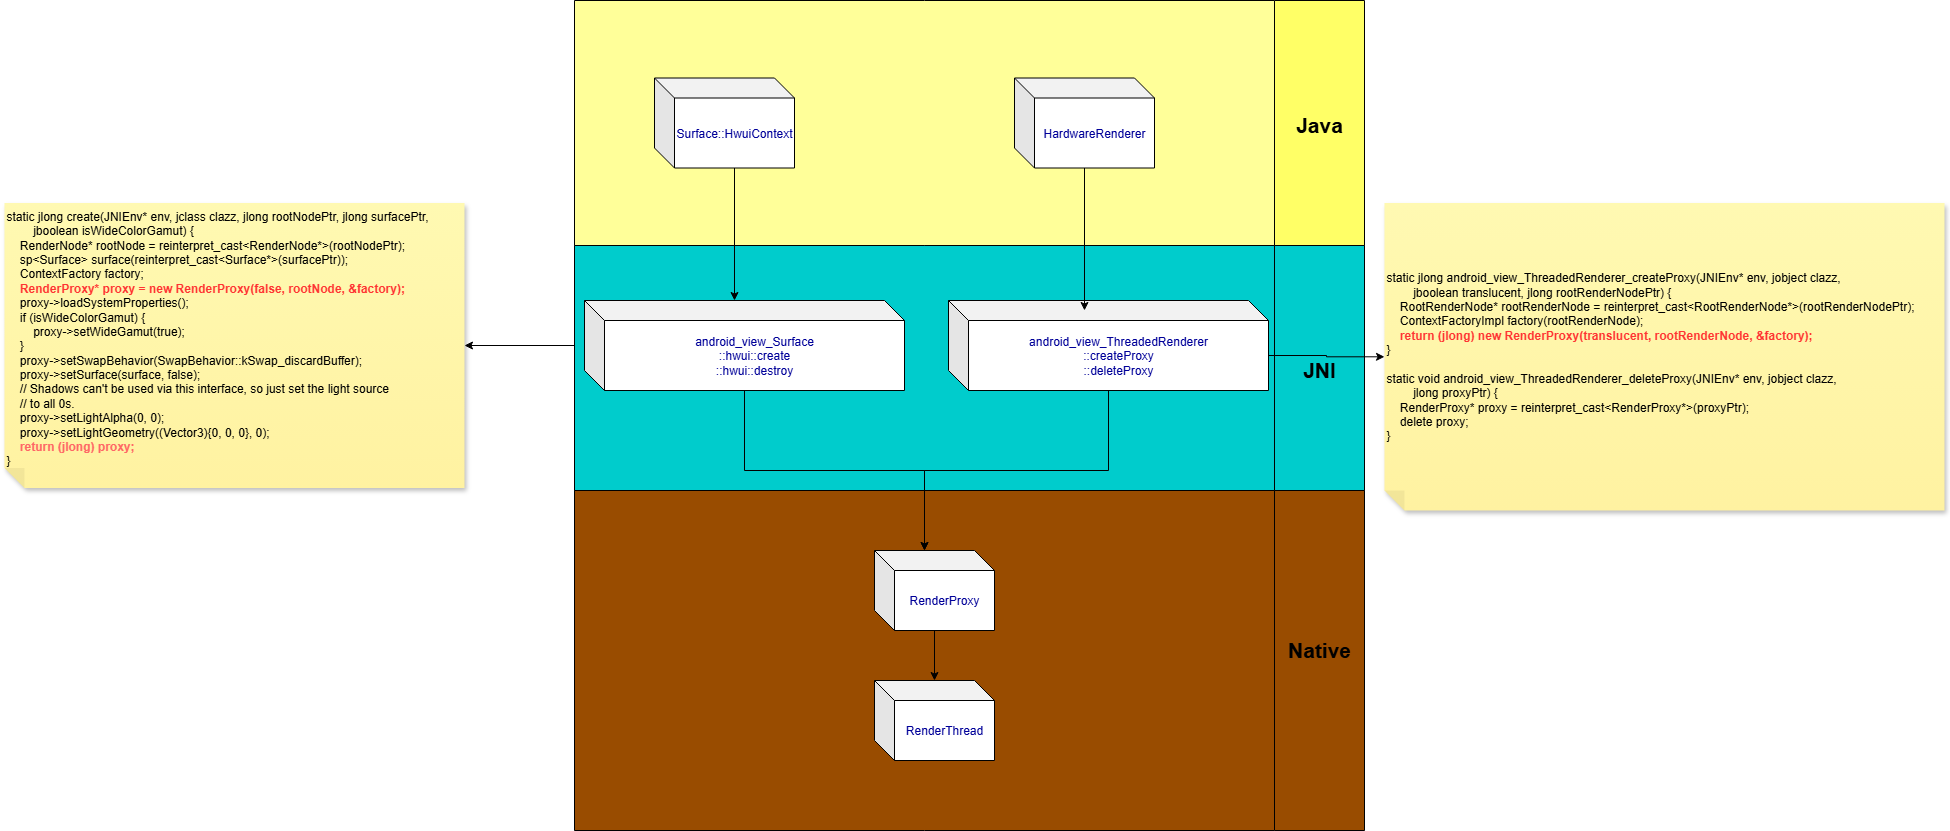 Surface::HwuiContext
HardwareRenderer
Java
static jlong create(JNIEnv* env, jclass clazz, jlong rootNodePtr, jlong surfacePtr,
jboolean isWideColorGamut) {
RenderNode* rootNode = reinterpret_cast<RenderNode*>(rootNodePtr);
sp<Surface> surface(reinterpret_cast<Surface*>(surfacePtr));
ContextFactory factory;
RenderProxy* proxy = new RenderProxy(false, rootNode, &factory);
proxy->loadSystemProperties();
if (isWideColorGamut) {
proxy->setWideGamut(true);
}
proxy->setSwapBehavior(SwapBehavior::kSwap_discardBuffer);
proxy->setSurface(surface, false);
// Shadows can't be used via this interface, so just set the light source
// to all 0s.
proxy->setLightAlpha(0, 0);
proxy->setLightGeometry((Vector3){0, 0, 0}, 0);
return (jlong) proxy;
}
android_view_Surface
::hwui::create
::hwui::destroy
android_view_ThreadedRenderer
::createProxy
::deleteProxy
JNI
static jlong android_view_ThreadedRenderer_createProxy(JNIEnv* env, jobject clazz,
jboolean translucent, jlong rootRenderNodePtr) {
RootRenderNode* rootRenderNode = reinterpret_cast<RootRenderNode*>(rootRenderNodePtr);
ContextFactoryImpl factory(rootRenderNode);
return (jlong) new RenderProxy(translucent, rootRenderNode, &factory);
}
static void android_view_ThreadedRenderer_deleteProxy(JNIEnv* env, jobject clazz,
jlong proxyPtr) {
RenderProxy* proxy = reinterpret_cast<RenderProxy*>(proxyPtr);
delete proxy;
}
RenderProxy
Native
RenderThread